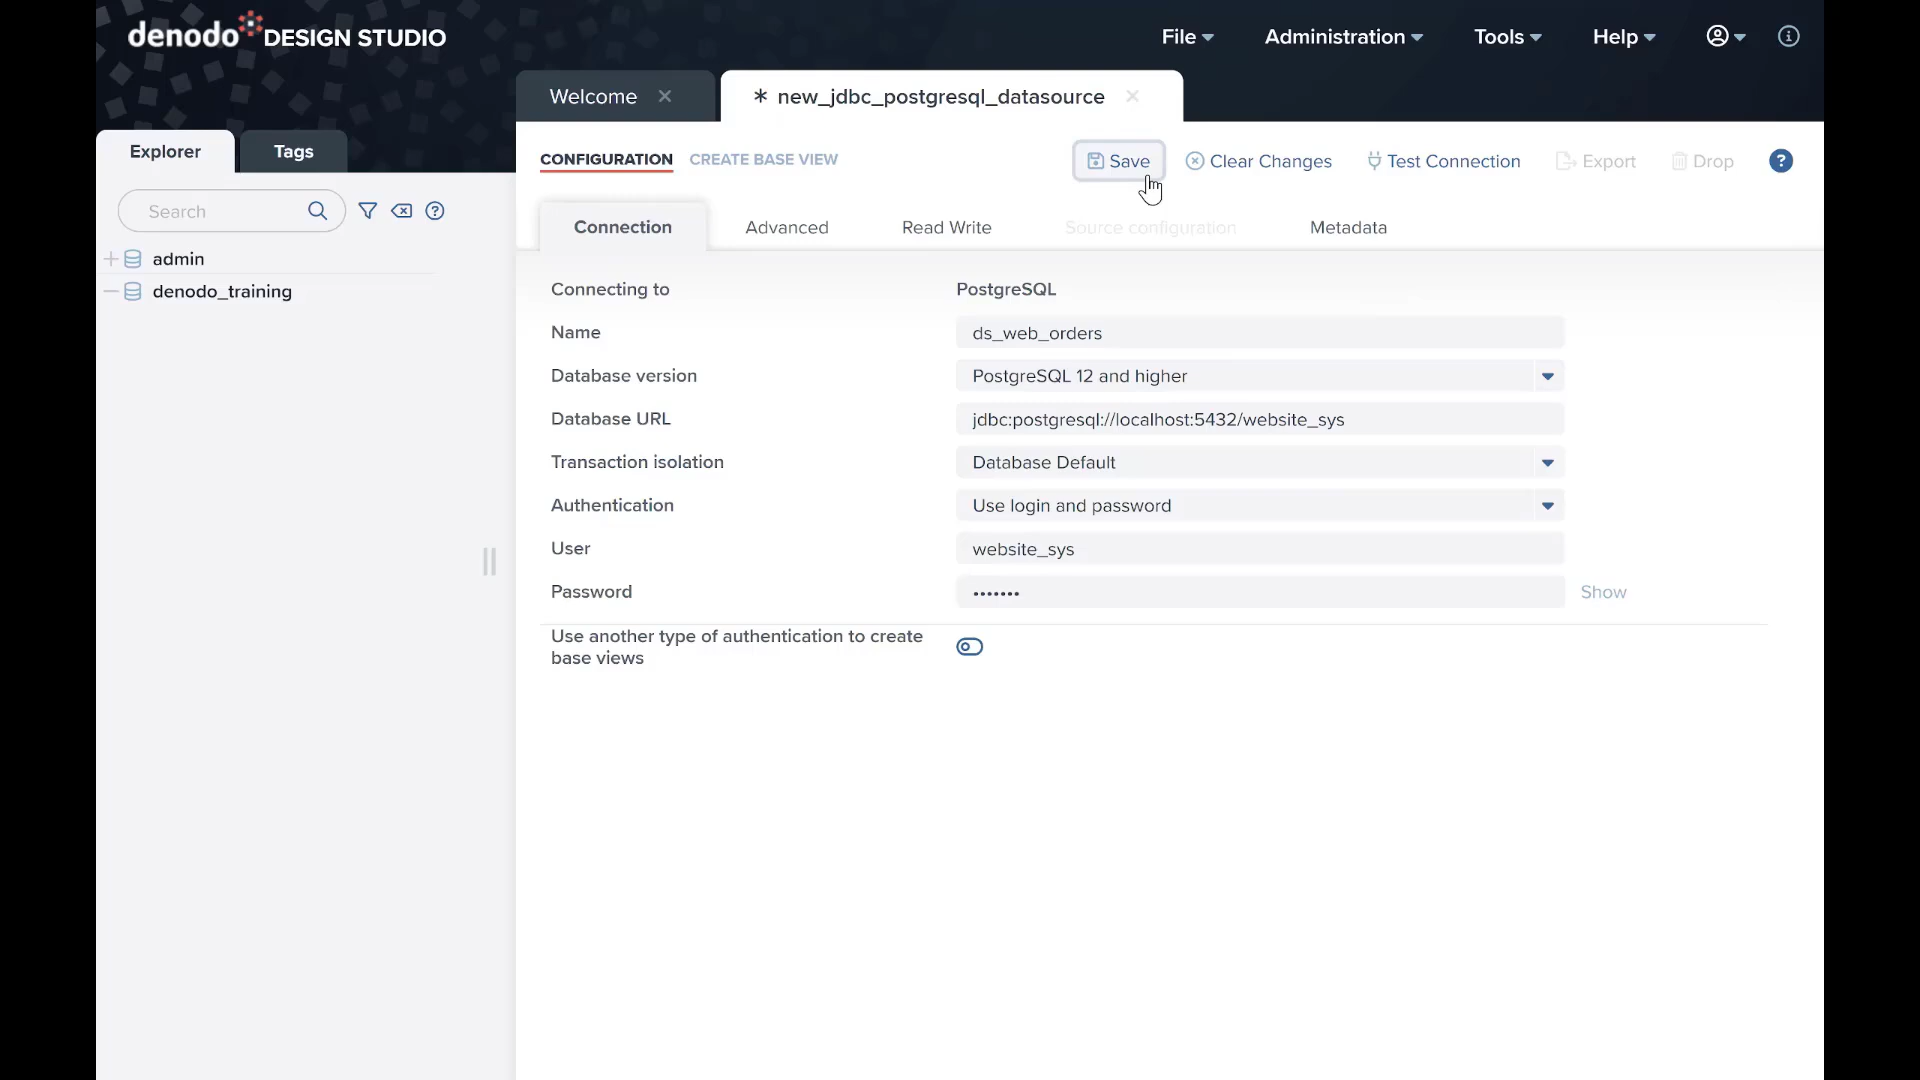 denodo DESIGN STUDIO
File Administration Tools Help
Welcome * new_jdbc_postgresql_datasource
Explorer Tags
CONFIGURATION CREATE BASE VIEW Save Clear Changes Test Connection Export Drop ?
Search ?
Connection Advanced Read Write Source configuration Metadata
admin
denodo_training
Connecting to PostgreSQL
Name ds_web_orders
Database version PostgreSQL 12 and higher
Database URL jdbc:postgresql://localhost:5432/website_sys
Transaction isolation Database Default
Authentication Use login and password
User website_sys
Password ••••••• Show
Use another type of authentication to create
base views